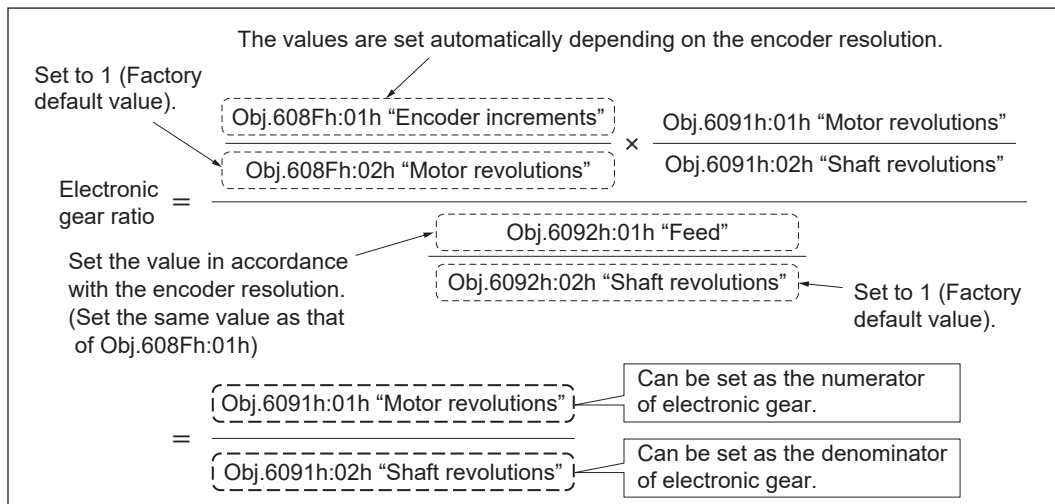 The values are set automatically depending on the encoder resolution.
Set to 1 (Factory
default value).
Obj.608Fh:01h “Encoder increments”
Obj.608Fh:02h “Motor revolutions”
×
Obj.6091h:01h “Motor revolutions”
Obj.6091h:02h “Shaft revolutions”
Electronic
gear ratio
=
Obj.6092h:01h “Feed”
Obj.6092h:02h “Shaft revolutions”
Set the value in accordance
with the encoder resolution.
(Set the same value as that
of Obj.608Fh:01h)
Set to 1 (Factory
default value).
=
Obj.6091h:01h “Motor revolutions”
Obj.6091h:02h “Shaft revolutions”
Can be set as the numerator
of electronic gear.
Can be set as the denominator
of electronic gear.